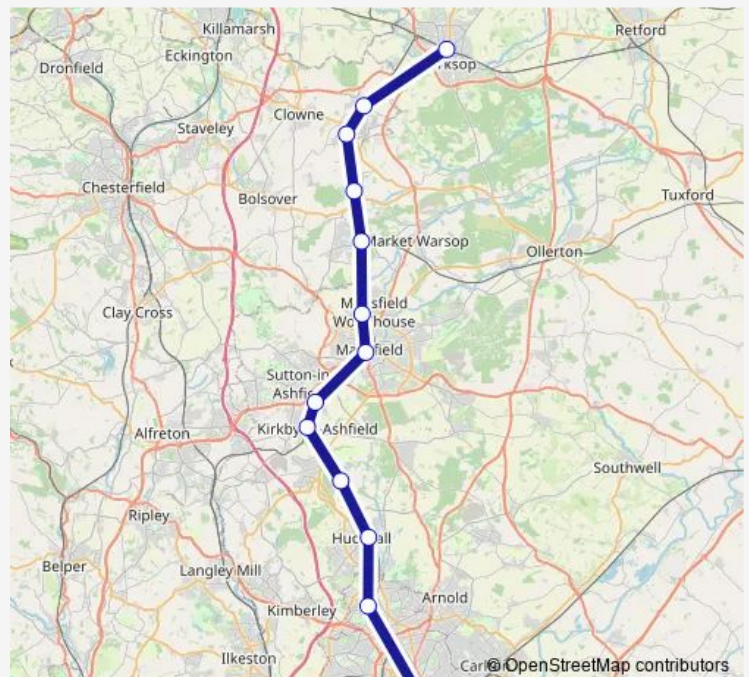 Killamarsh
Retford
Eckington
Dronfield
ksop
Clowne
Staveley
Chesterfield
Bolsover
Tuxford
Market Warsop
Ollerton
Clay Cross
sfield
Wo house
Ma field
Sutton-in
Ashfi
Alfreton
Kirkby Ashfield
Southwell
Ripley
Huc all
Belper
Langley Mill
Arnold
Kimberley
Ilkeston
Carl
© OpenStreetMap contributors